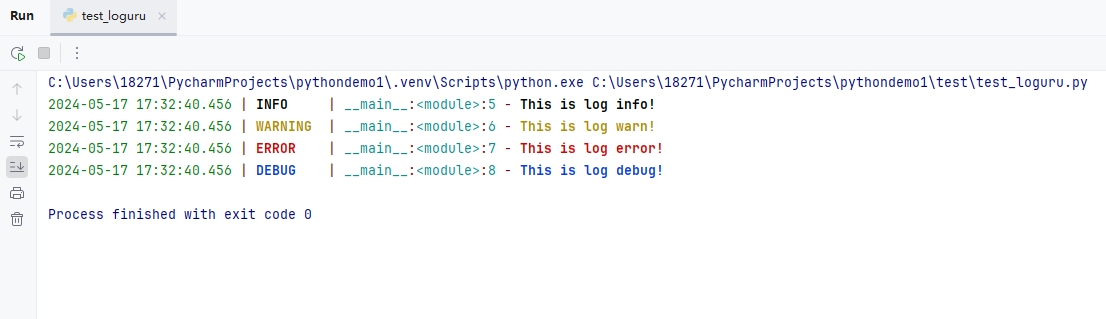 Run test_loguru
C:\Users\18271\PycharmProjects\pythondemo1\.venv\Scripts\python.exe C:\Users\18271\PycharmProjects\pythondemo1\test\test_loguru.py
2024-05-17 17:32:40.456 | INFO     | __main__:<module>:5 - This is log info!
2024-05-17 17:32:40.456 | WARNING  | __main__:<module>:6 - This is log warn!
2024-05-17 17:32:40.456 | ERROR    | __main__:<module>:7 - This is log error!
2024-05-17 17:32:40.456 | DEBUG    | __main__:<module>:8 - This is log debug!
Process finished with exit code 0